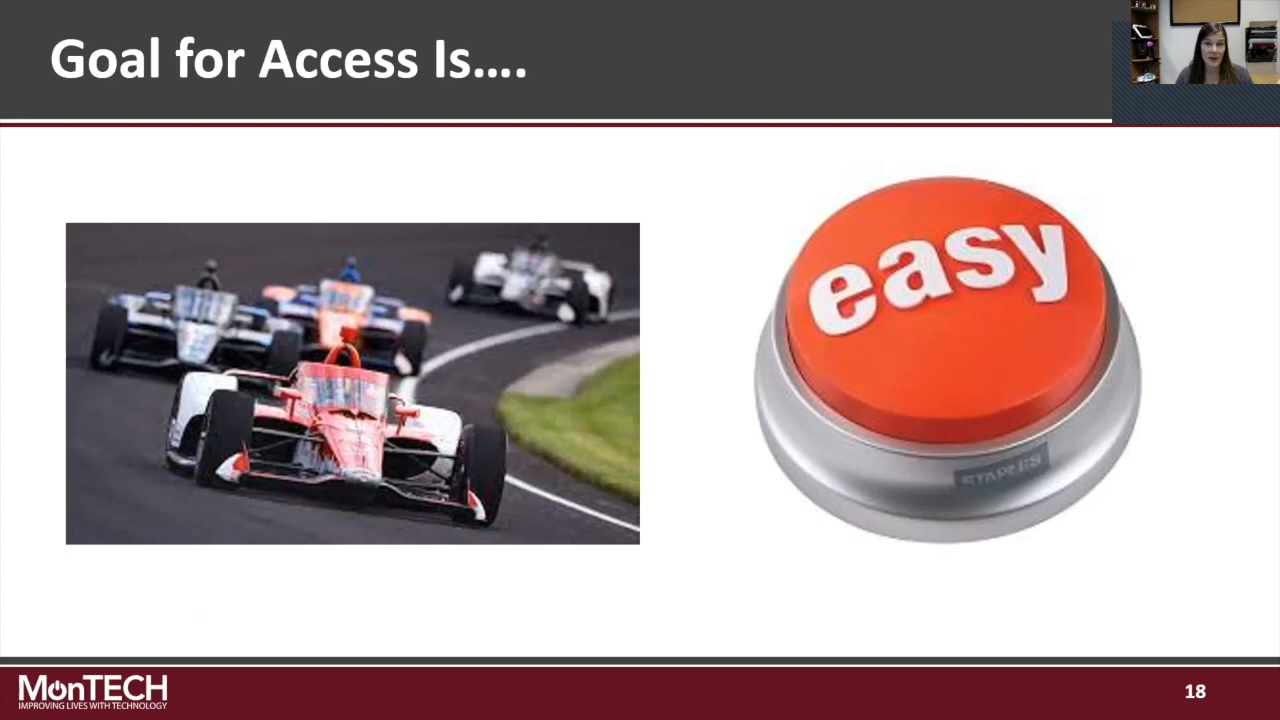 Goal for Access Is….
easy
STAPLES
MonTECH
IMPROVING LIVES WITH TECHNOLOGY
18